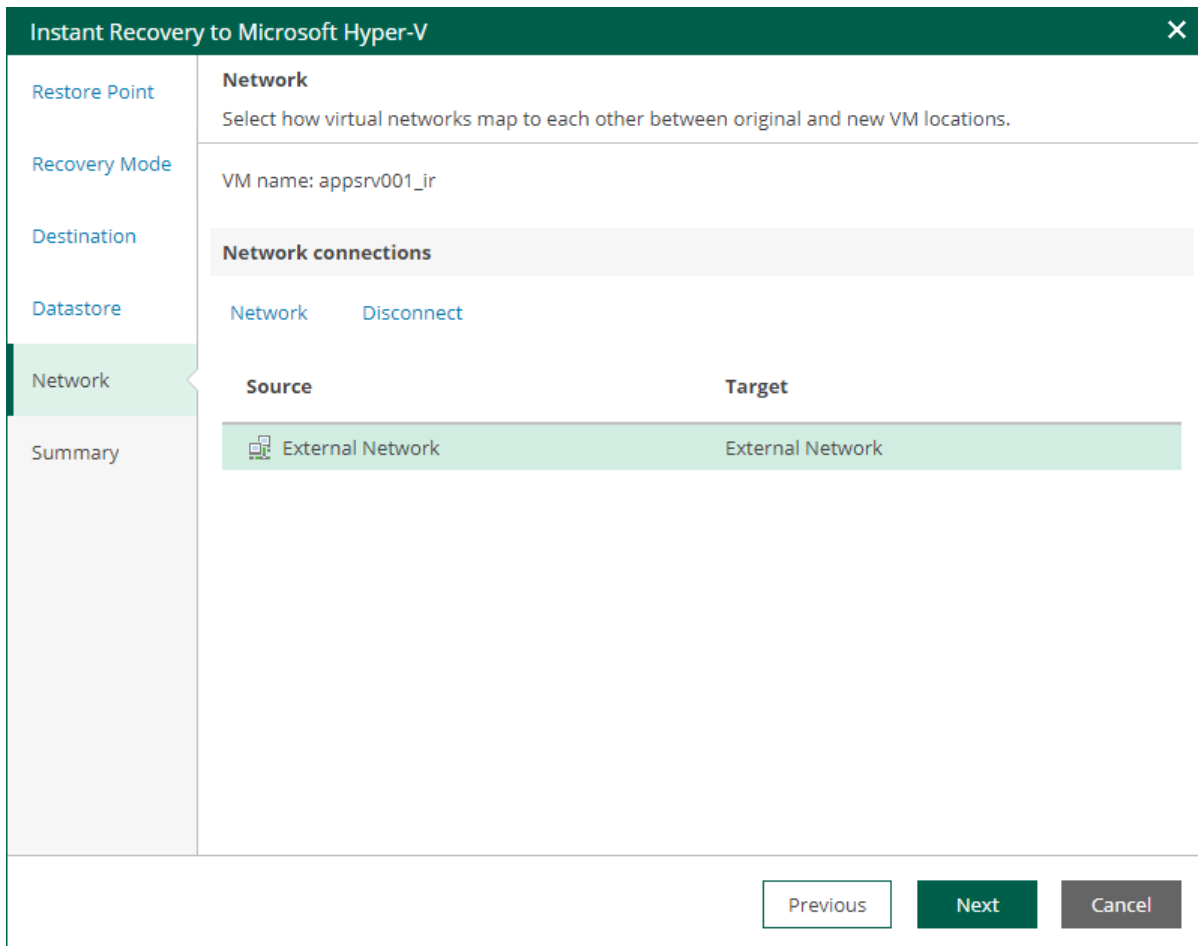 Instant Recovery to Microsoft Hyper-V
Restore Point
Recovery Mode
Destination
Datastore
Network
Summary
Network
Select how virtual networks map to each other between original and new VM locations.
VM name: appsrv001_ir
Network connections
Network Disconnect
Source Target
External Network External Network
Previous Next Cancel